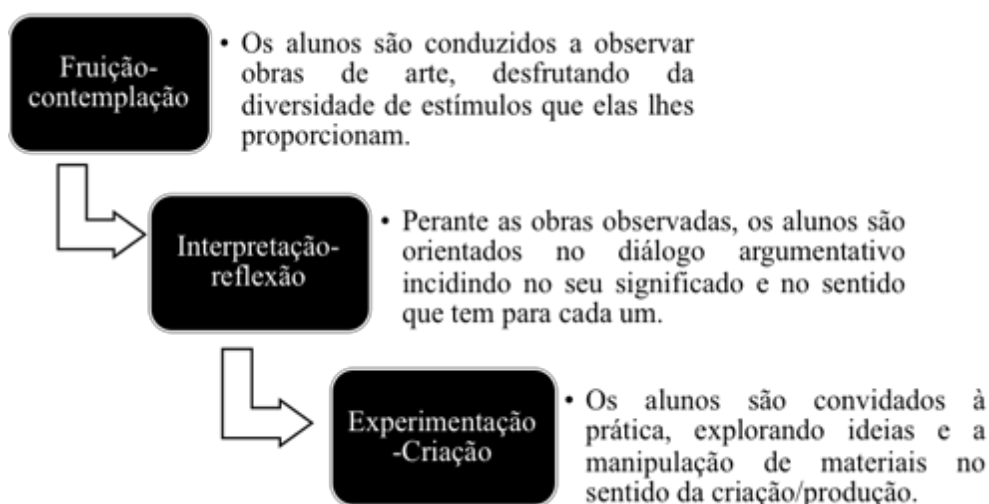 Fruição-
contemplação
• Os alunos são conduzidos a observar
obras de arte, desfrutando da
diversidade de estímulos que elas lhes
proporcionam.
Interpretação-
reflexão
• Perante as obras observadas, os alunos são
orientados no diálogo argumentativo
incidindo no seu significado e no sentido
que tem para cada um.
Experimentação
-Criação
• Os alunos são convidados à
prática, explorando ideias e a
manipulação de materiais no
sentido da criação/produção.